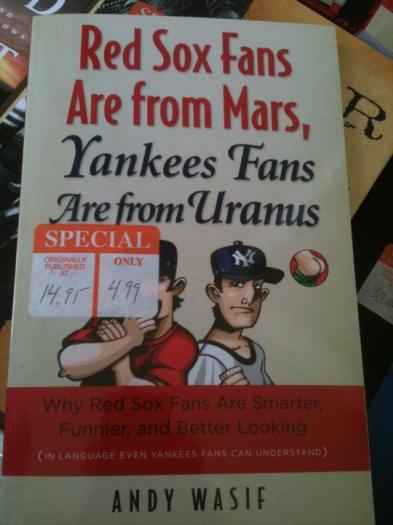 Red Sox Fans
Are from Mars,
Yankees Fans
Are from Uranus
SPECIAL
ORIGINALLY
PUBLISHED
AT
ONLY
14.95
4.99
NY
Why Red Sox Fans Are Smarter,
Funnier, and Better Looking
(IN LANGUAGE EVEN YANKEES FANS CAN UNDERSTAND)
ANDY WASIF
R